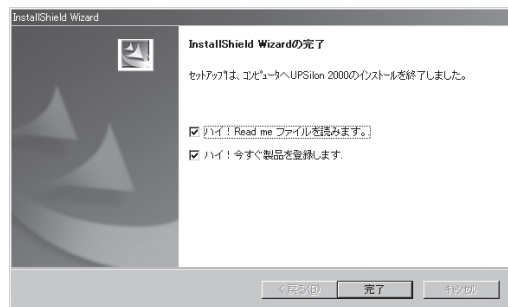 InstallShield Wizard
InstallShield Wizardの完了
セットアップは、コンピュータへUPSilon 2000のインストールを終了しました。
ハイ！Read me ファイルを読みます。
ハイ！今すぐ製品を登録します.
< 戻る(B)
完了
キャンセル